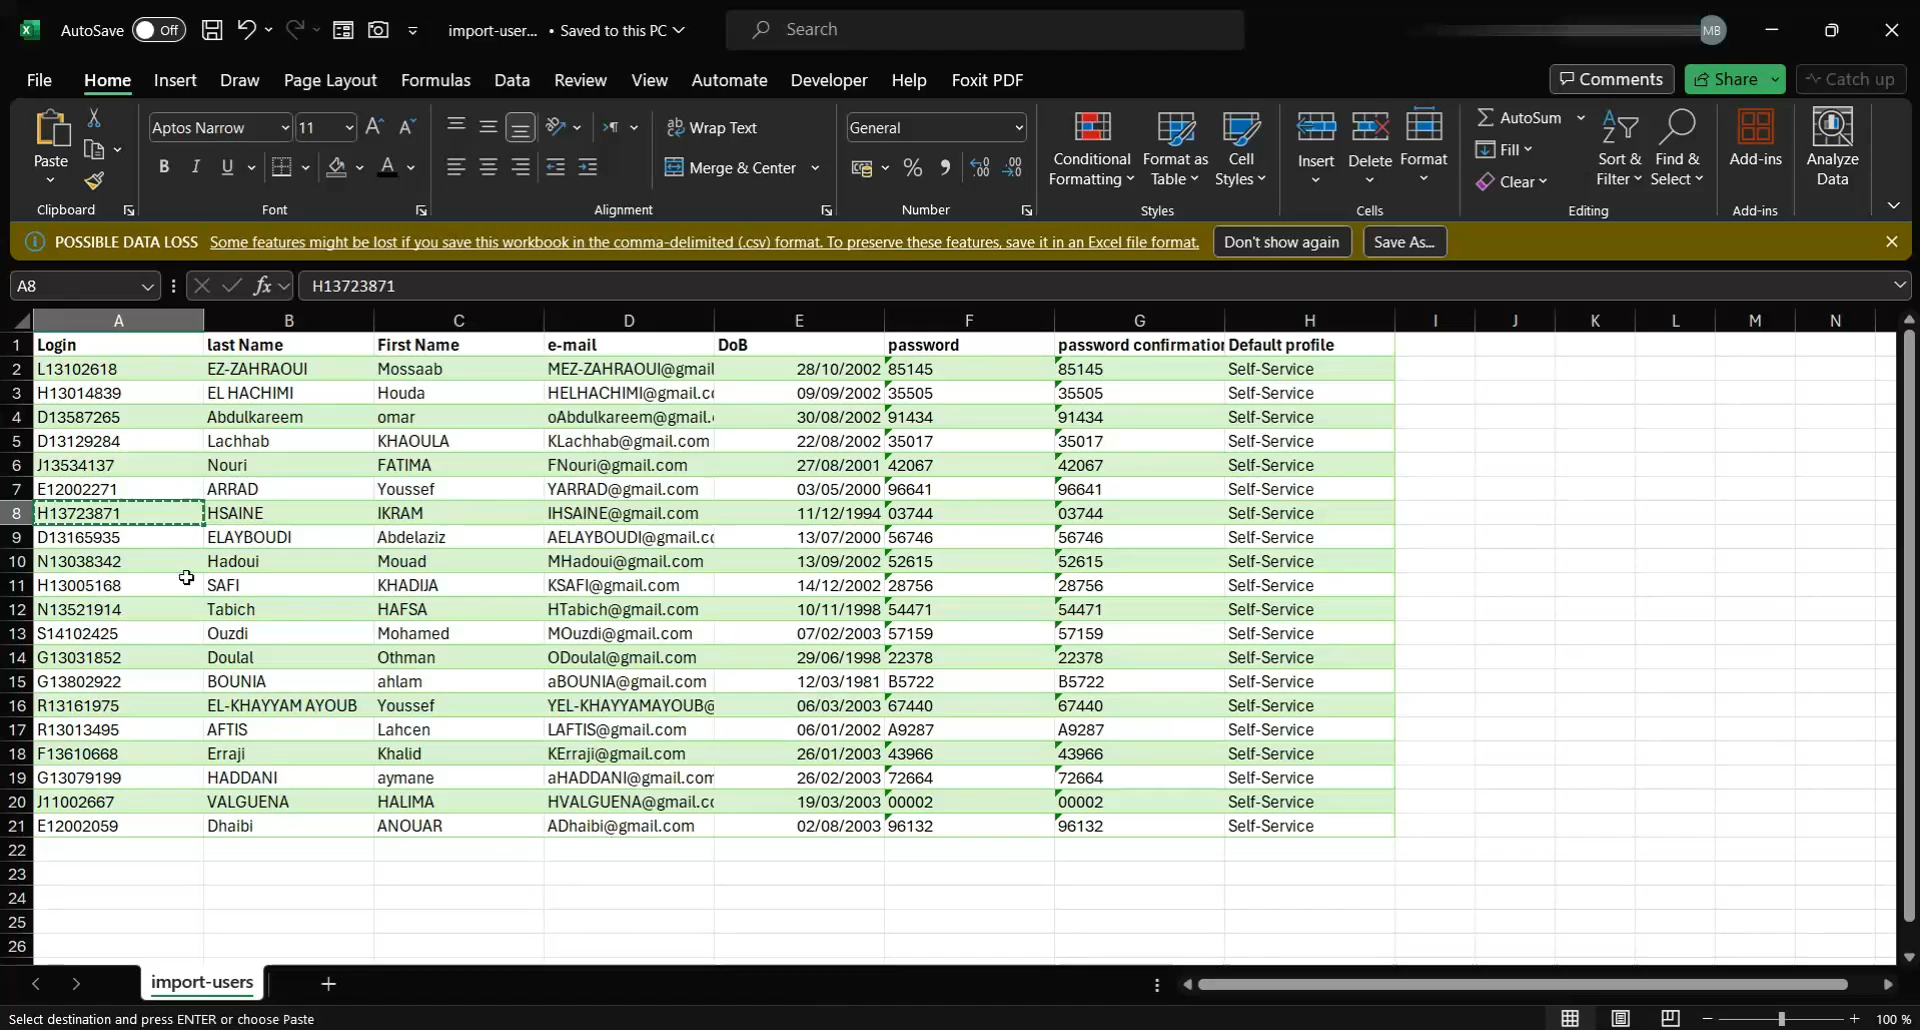 AutoSave Off import-user... • Saved to this PC Search MB
File Home Insert Draw Page Layout Formulas Data Review View Automate Developer Help Foxit PDF Comments Share Catch up
Paste Aptos Narrow 11 Wrap Text Merge & Center General Conditional Formatting Format as Table Cell Styles Insert Delete Format AutoSum Fill Clear Sort & Filter Find & Select Add-ins Analyze Data
Clipboard Font Alignment Number Styles Cells Editing Add-ins
POSSIBLE DATA LOSS Some features might be lost if you save this workbook in the comma-delimited (.csv) format. To preserve these features, save it in an Excel file format. Don't show again Save As...
A8 fx H13723871
A B C D E F G H I J K L M N
1 Login last Name First Name e-mail DoB password password confirmation Default profile
2 L13102618 EZ-ZAHRAOUI Mossaab MEZ-ZAHRAOUI@gmail 28/10/2002 85145 85145 Self-Service
3 H13014839 EL HACHIMI Houda HELHACHIMI@gmail.cc 09/09/2002 35505 35505 Self-Service
4 D13587265 Abdulkareem omar oAbdulkareem@gmail. 30/08/2002 91434 91434 Self-Service
5 D13129284 Lachhab KHAOULA KLachhab@gmail.com 22/08/2002 35017 35017 Self-Service
6 J13534137 Nouri FATIMA FNouri@gmail.com 27/08/2001 42067 42067 Self-Service
7 E12002271 ARRAD Youssef YARRAD@gmail.com 03/05/2000 96641 96641 Self-Service
8 H13723871 HSAINE IKRAM IHSAINE@gmail.com 11/12/1994 03744 03744 Self-Service
9 D13165935 ELAYBOUDI Abdelaziz AELAYBOUDI@gmail.cc 13/07/2000 56746 56746 Self-Service
10 N13038342 Hadoui Mouad MHadoui@gmail.com 13/09/2002 52615 52615 Self-Service
11 H13005168 SAFI KHADIJA KSAFI@gmail.com 14/12/2002 28756 28756 Self-Service
12 N13521914 Tabich HAFSA HTabich@gmail.com 10/11/1998 54471 54471 Self-Service
13 S14102425 Ouzdi Mohamed MOuzdi@gmail.com 07/02/2003 57159 57159 Self-Service
14 G13031852 Doulal Othman ODoulal@gmail.com 29/06/1998 22378 22378 Self-Service
15 G13802922 BOUNIA ahlam aBOUNIA@gmail.com 12/03/1981 B5722 B5722 Self-Service
16 R13161975 EL-KHAYYAM AYOUB Youssef YEL-KHAYYAMAYOUB@ 06/03/2003 67440 67440 Self-Service
17 R13013495 AFTIS Lahcen LAFTIS@gmail.com 06/01/2002 A9287 A9287 Self-Service
18 F13610668 Erraji Khalid KErraji@gmail.com 26/01/2003 43966 43966 Self-Service
19 G13079199 HADDANI aymane aHADDANI@gmail.com 26/02/2003 72664 72664 Self-Service
20 J11002667 VALGUENA HALIMA HVALGUENA@gmail.cc 19/03/2003 00002 00002 Self-Service
21 E12002059 Dhaibi ANOUAR ADhaibi@gmail.com 02/08/2003 96132 96132 Self-Service
22
23
24
25
26
import-users
Select destination and press ENTER or choose Paste 100 %